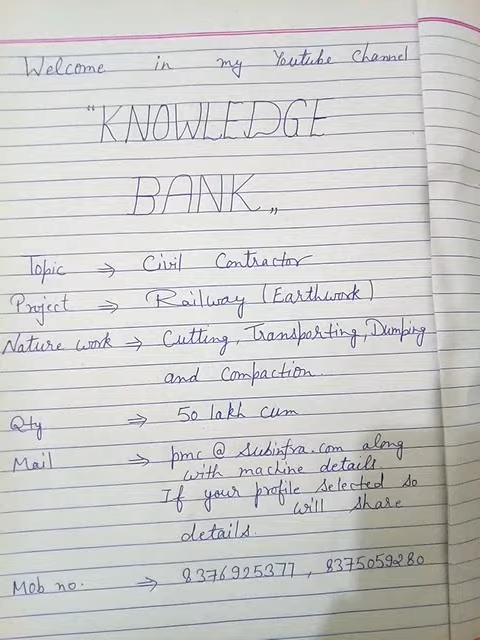 Welcome in my Youtube Channel
"KNOWLEDGE
BANK„
Topic ⇒ Civil Contractor
Project ⇒ Railway (Earthwork)
Nature work → Cutting, Transporting, Dumping
and Compaction.
Qty ⇒ 50 lakh cum
Mail ⇒ pmc @ subinfra.com along
with machine details.
If your profile selected so
will share
details.
Mob no. ⇒ 8376925377, 8375059280